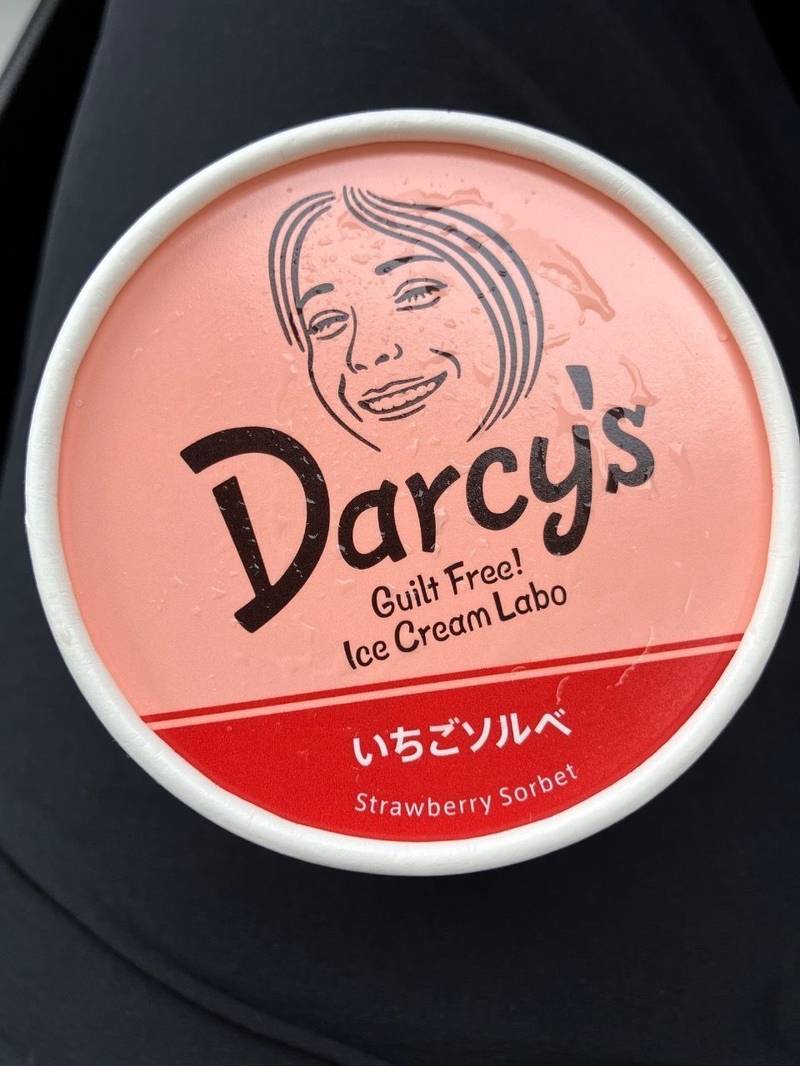 Darcy's
Guilt Free!
Ice Cream Labo
いちごソルベ
Strawberry Sorbet